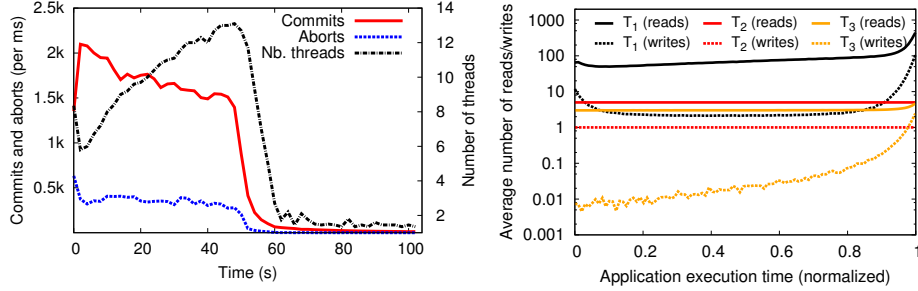 Commits and aborts (per ms)
2.5k
2k
1.5k
1k
0.5k
0 20 40 60 80 100
Time (s)
Commits
Aborts
Nb. threads
14
12
10
8
6
4
2
Number of threads
Average number of reads/writes
1000
100
10
1
0.1
0.01
0.001
0 0.2 0.4 0.6 0.8 1
Application execution time (normalized)
T1 (reads) T2 (reads) T3 (reads)
T1 (writes) T2 (writes) T3 (writes)